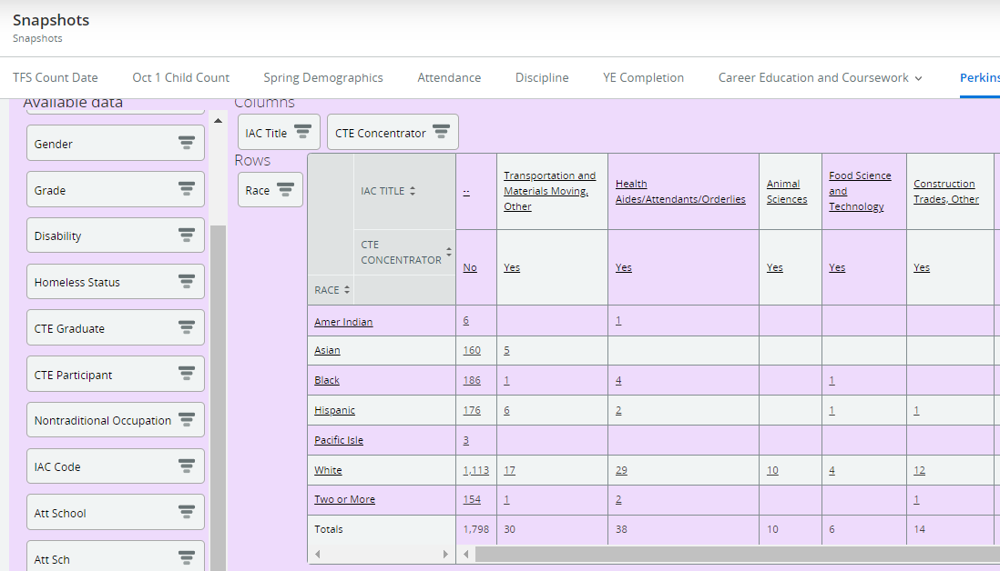 Snapshots
Snapshots
TFS Count Date Oct 1 Child Count Spring Demographics Attendance Discipline YE Completion Career Education and Coursework Perkins
Available data
Gender
Grade
Disability
Homeless Status
CTE Graduate
CTE Participant
Nontraditional Occupation
IAC Code
Att School
Att Sch
Columns
IAC Title CTE Concentrator
Rows
Race
IAC TITLE -- Transportation and Materials Moving, Other Health Aides/Attendants/Orderlies Animal Sciences Food Science and Technology Construction Trades, Other
CTE CONCENTRATOR No Yes Yes Yes Yes Yes
RACE
Amer Indian 6 1
Asian 160 5
Black 186 1 4 1
Hispanic 176 6 2 1 1
Pacific Isle 3
White 1,113 17 29 10 4 12
Two or More 154 1 2 1
Totals 1,798 30 38 10 6 14